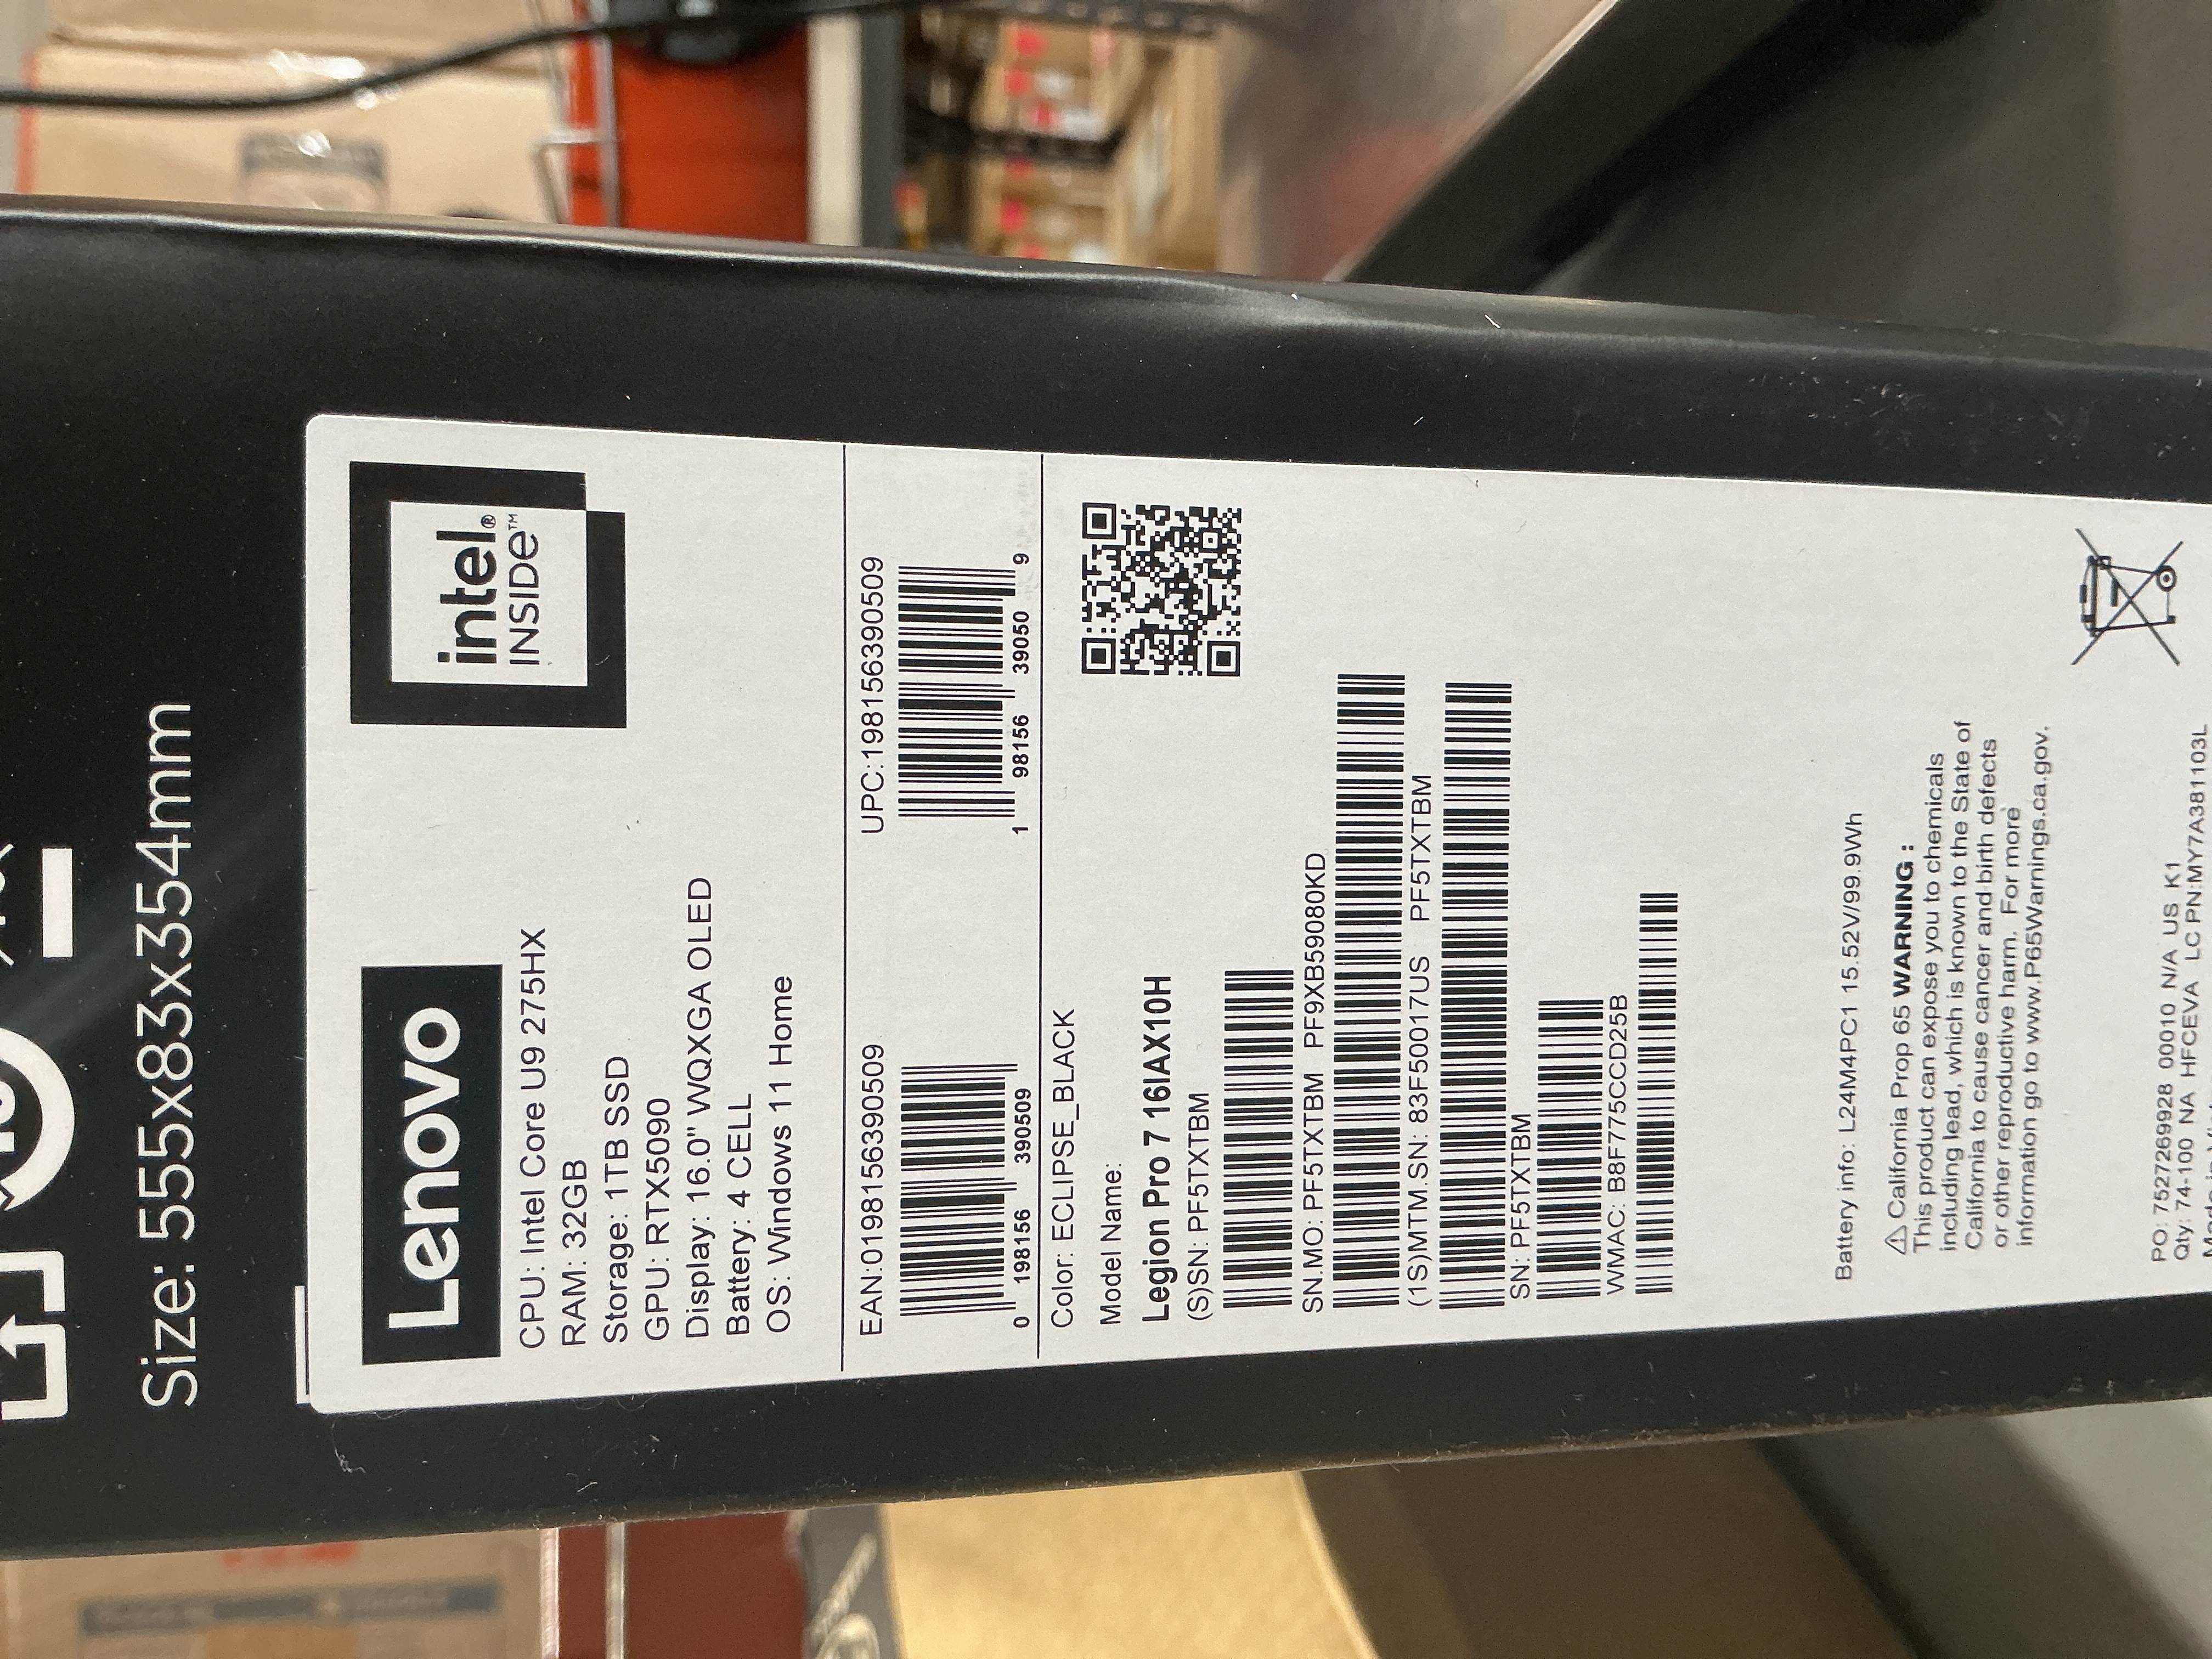 Size: 555x83x354mm
Lenovo
intel®
INSIDE™
CPU: Intel Core U9 275HX
RAM: 32GB
Storage: 1TB SSD
GPU: RTX5090
Display: 16.0" WQXGA OLED
Battery: 4 CELL
OS: Windows 11 Home
EAN:0198156390509
UPC:198156390509
0 198156 390509
1 98156 39050 9
Color: ECLIPSE_BLACK
Model Name:
Legion Pro 7 16IAX10H
(S)SN: PF5TXTBM
SN.MO: PF5TXTBM PF9XB59080KD
(1S)MTM.SN: 83F50017US PF5TXTBM
SN: PF5TXTBM
WMAC: B8F775CCD25B
Battery info: L24M4PC1 15.52V/99.9Wh
⚠ California Prop 65 WARNING :
This product can expose you to chemicals
including lead, which is known to the State of
California to cause cancer and birth defects
or other reproductive harm. For more
information go to www.P65Warnings.ca.gov.
PO: 7527269928 00010 N/A US K1
Qty: 74-100 NA HFCEVA LC PN:MY7A381103L